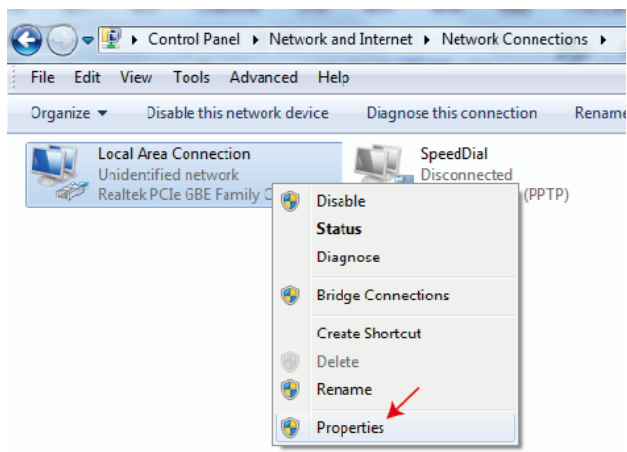 Control Panel ▸ Network and Internet ▸ Network Connections ▸
File Edit View Tools Advanced Help
Organize ▾ Disable this network device Diagnose this connection Rename
Local Area Connection
Unidentified network
Realtek PCIe GBE Family C
SpeedDial
Disconnected
(PPTP)
Disable
Status
Diagnose
Bridge Connections
Create Shortcut
Delete
Rename
Properties